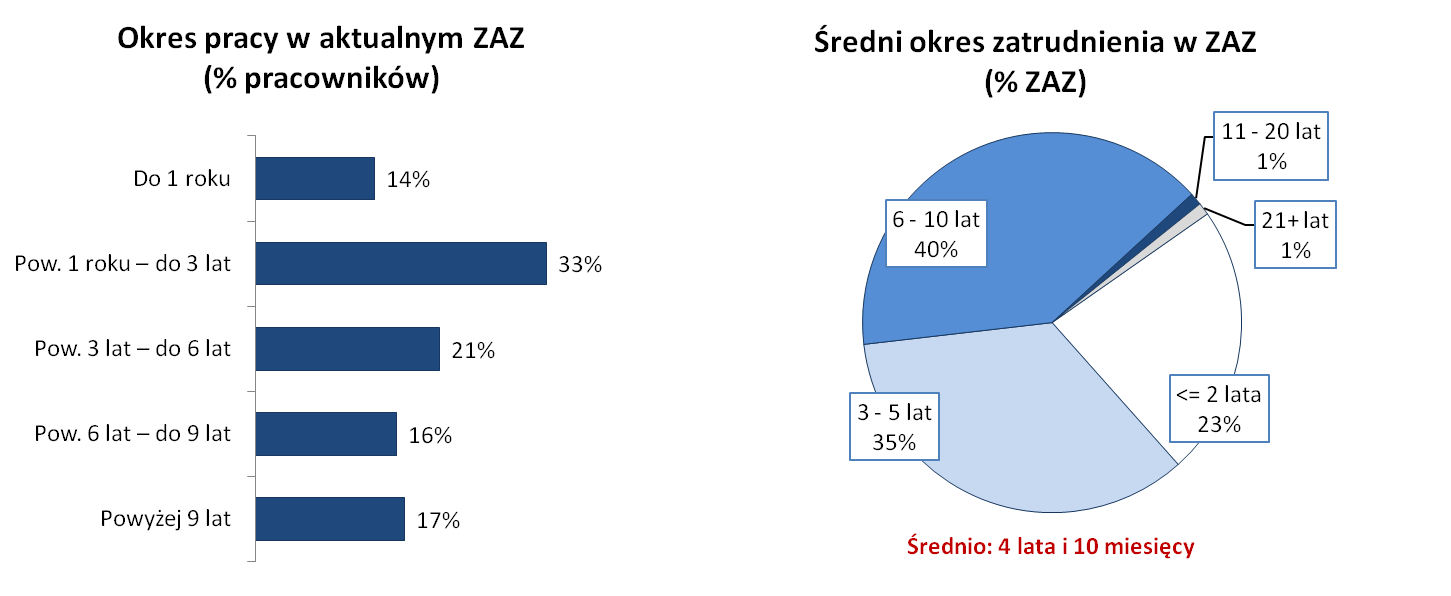 Okres pracy w aktualnym ZAZ
(% pracowników)
Do 1 roku
14%
Pow. 1 roku – do 3 lat
33%
Pow. 3 lat – do 6 lat
21%
Pow. 6 lat – do 9 lat
16%
Powyżej 9 lat
17%
Średni okres zatrudnienia w ZAZ
(% ZAZ)
11 - 20 lat
1%
21+ lat
1%
6 - 10 lat
40%
<= 2 lata
23%
3 - 5 lat
35%
Średnio: 4 lata i 10 miesięcy